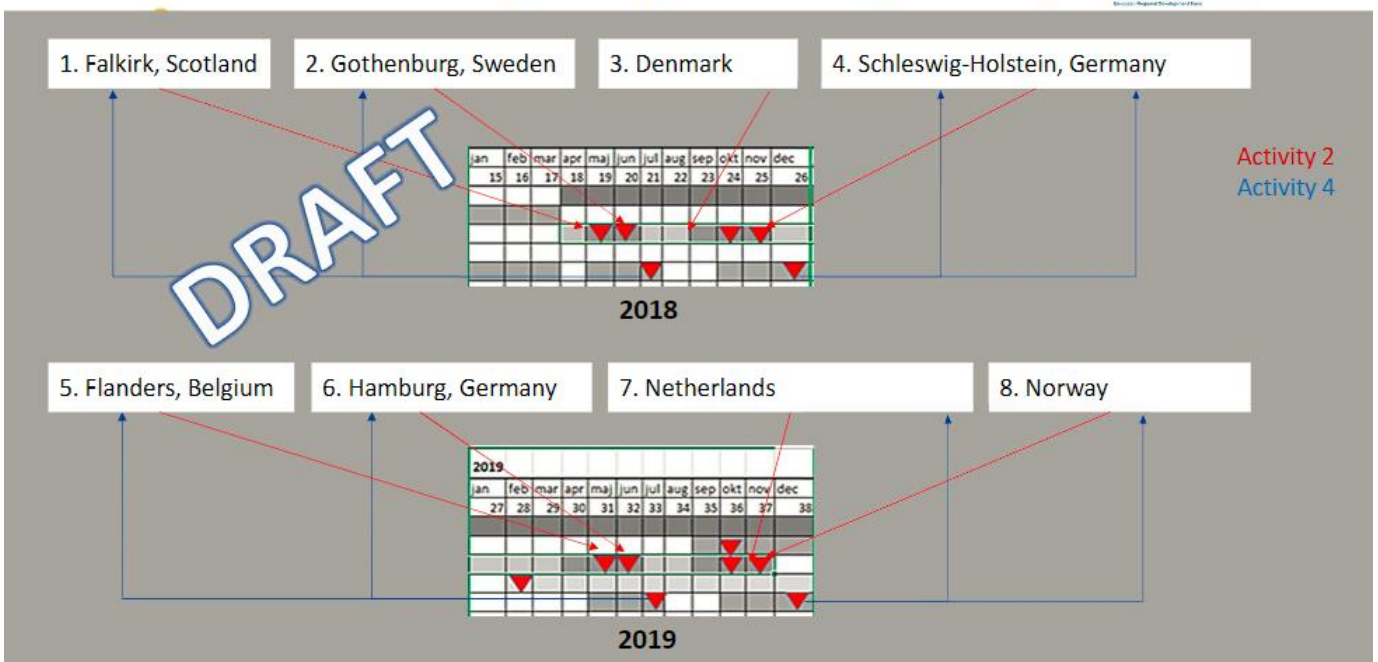 European Regional Development Fund
1. Falkirk, Scotland
2. Gothenburg, Sweden
3. Denmark
4. Schleswig-Holstein, Germany
Activity 2
Activity 4
DRAFT
jan feb mar apr maj jun jul aug sep okt nov dec
15 16 17 18 19 20 21 22 23 24 25 26
2018
5. Flanders, Belgium
6. Hamburg, Germany
7. Netherlands
8. Norway
2019
jan feb mar apr maj jun jul aug sep okt nov dec
27 28 29 30 31 32 33 34 35 36 37 38
2019